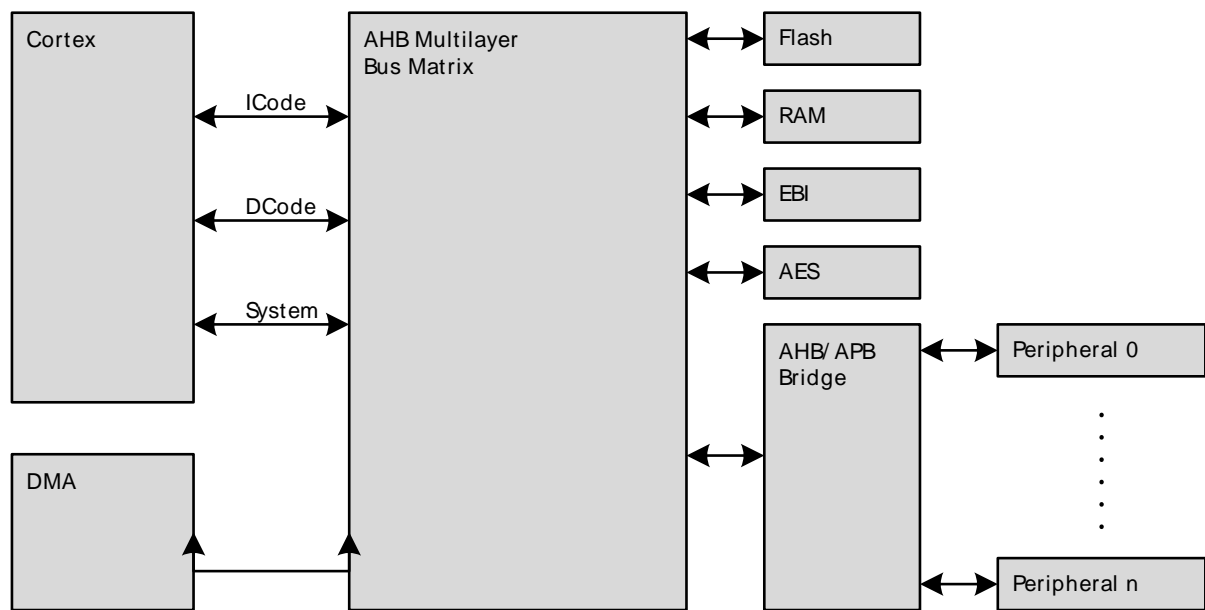 Cortex
AHB Multilayer
Bus Matrix
Flash
ICode
RAM
DCode
EBI
AES
System
AHB/APB
Bridge
Peripheral 0
DMA
Peripheral n